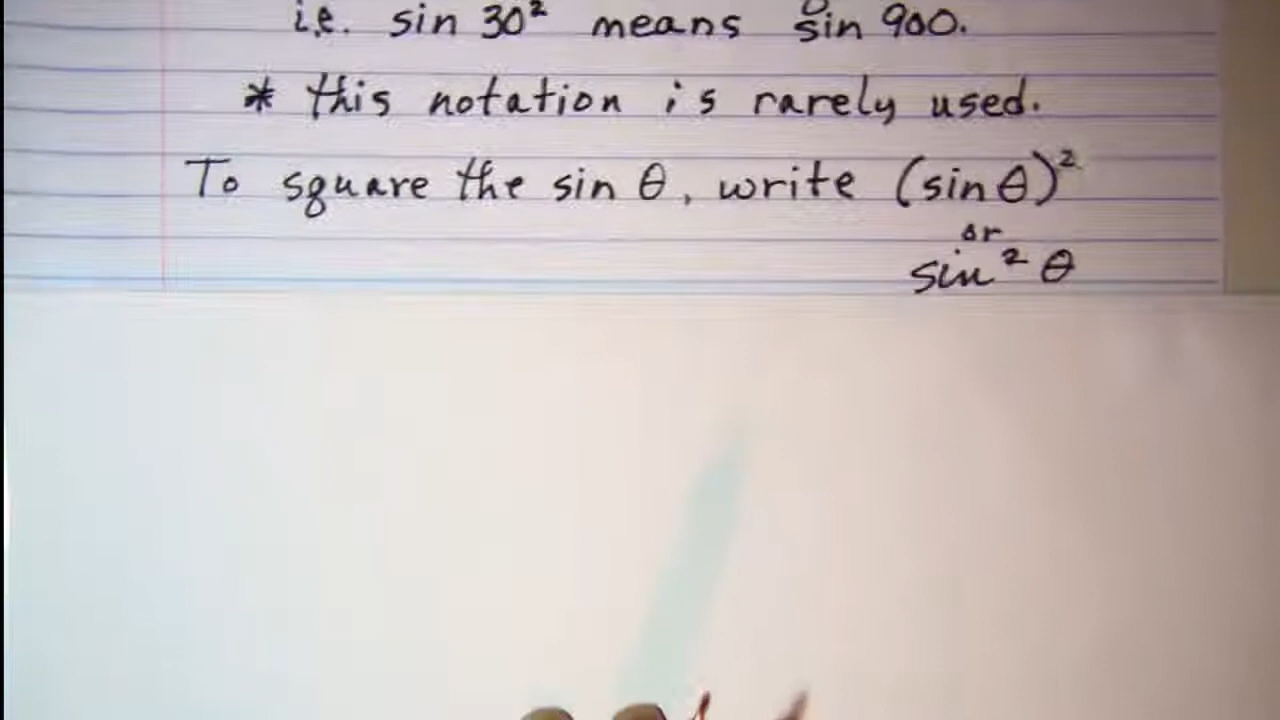 i.e. sin 30² means sin 900.
* this notation is rarely used.
To square the sin θ, write (sin θ)²
or
sin² θ